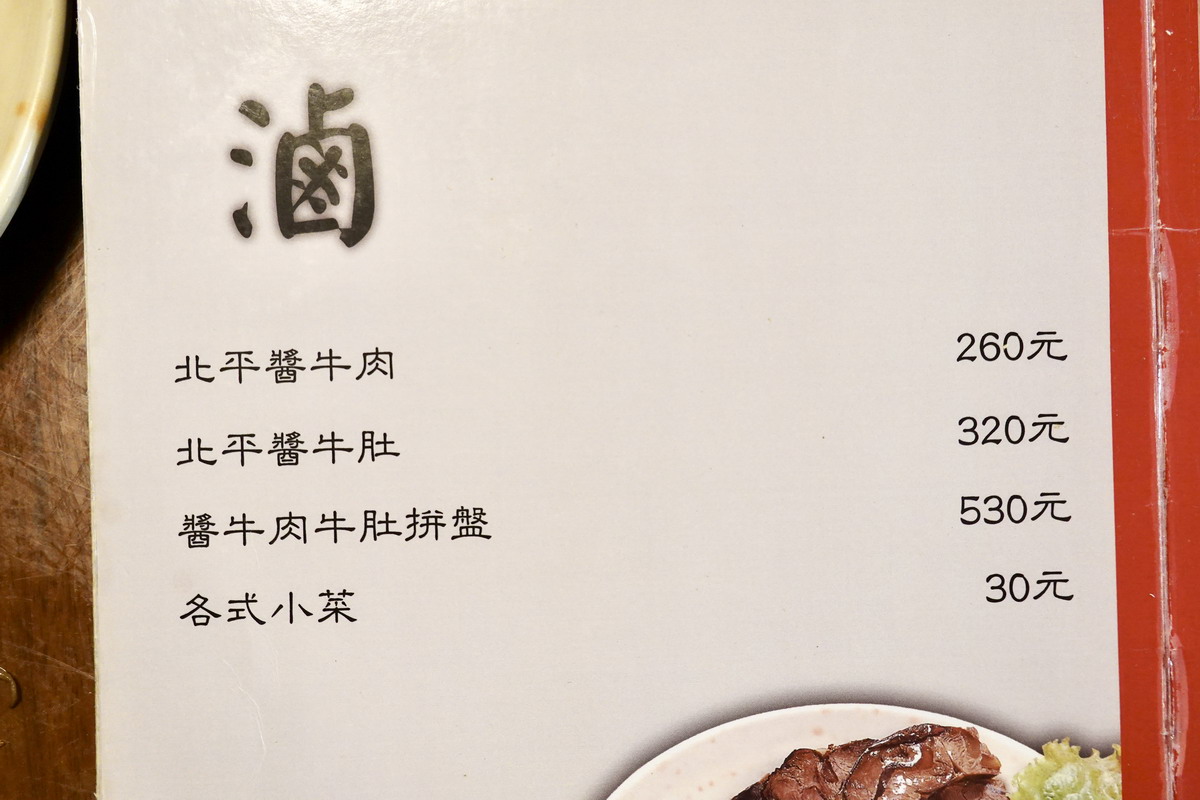 滷
北平醬牛肉 260元
北平醬牛肚 320元
醬牛肉牛肚拼盤 530元
各式小菜 30元